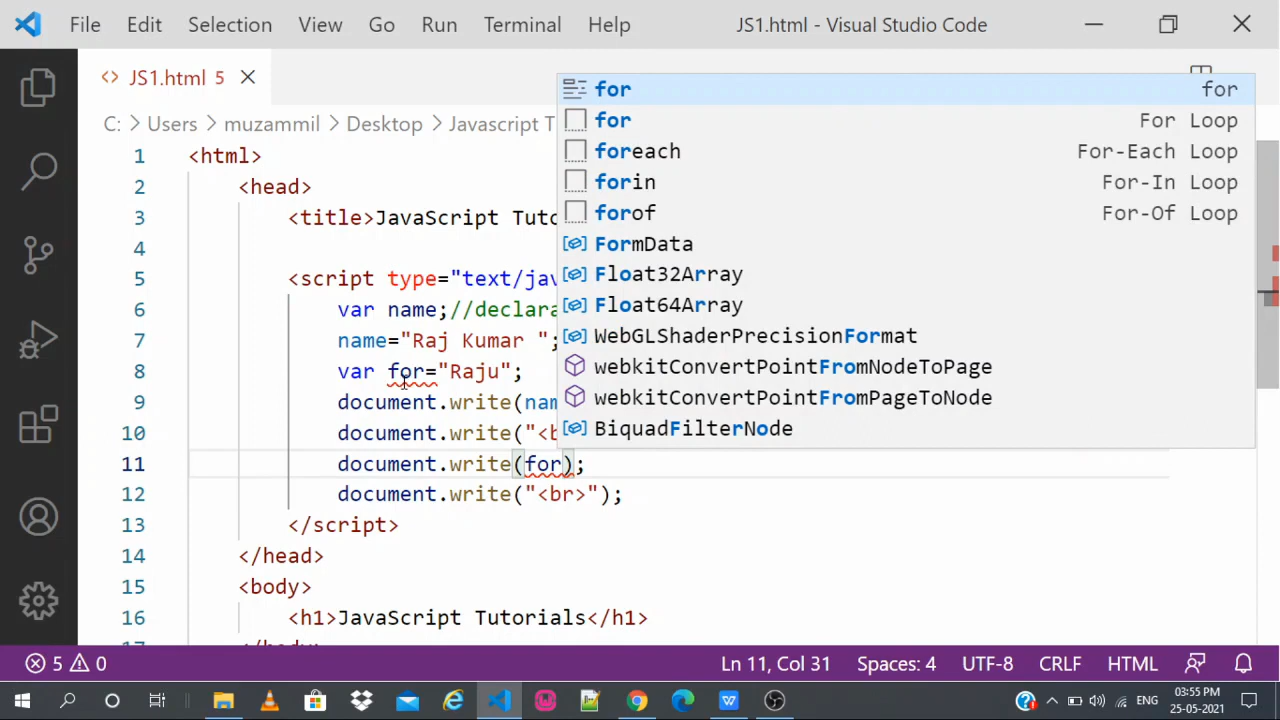 File Edit Selection View Go Run Terminal Help JS1.html - Visual Studio Code
JS1.html 5
C: > Users > muzammil > Desktop > Javascript T
for for
for For Loop
foreach For-Each Loop
forin For-In Loop
forof For-Of Loop
FormData
Float32Array
Float64Array
WebGLShaderPrecisionFormat
webkitConvertPointFromNodeToPage
webkitConvertPointFromPageToNode
BiquadFilterNode
1 <html>
2 <head>
3 <title>JavaScript Tuto
4
5 <script type="text/jav
6 var name;//declara
7 name="Raj Kumar ";
8 var for="Raju";
9 document.write(nam
10 document.write("<b
11 document.write(for);
12 document.write("<br>");
13 </script>
14 </head>
15 <body>
16 <h1>JavaScript Tutorials</h1>
5 0 Ln 11, Col 31 Spaces: 4 UTF-8 CRLF HTML
ENG 03:55 PM
25-05-2021